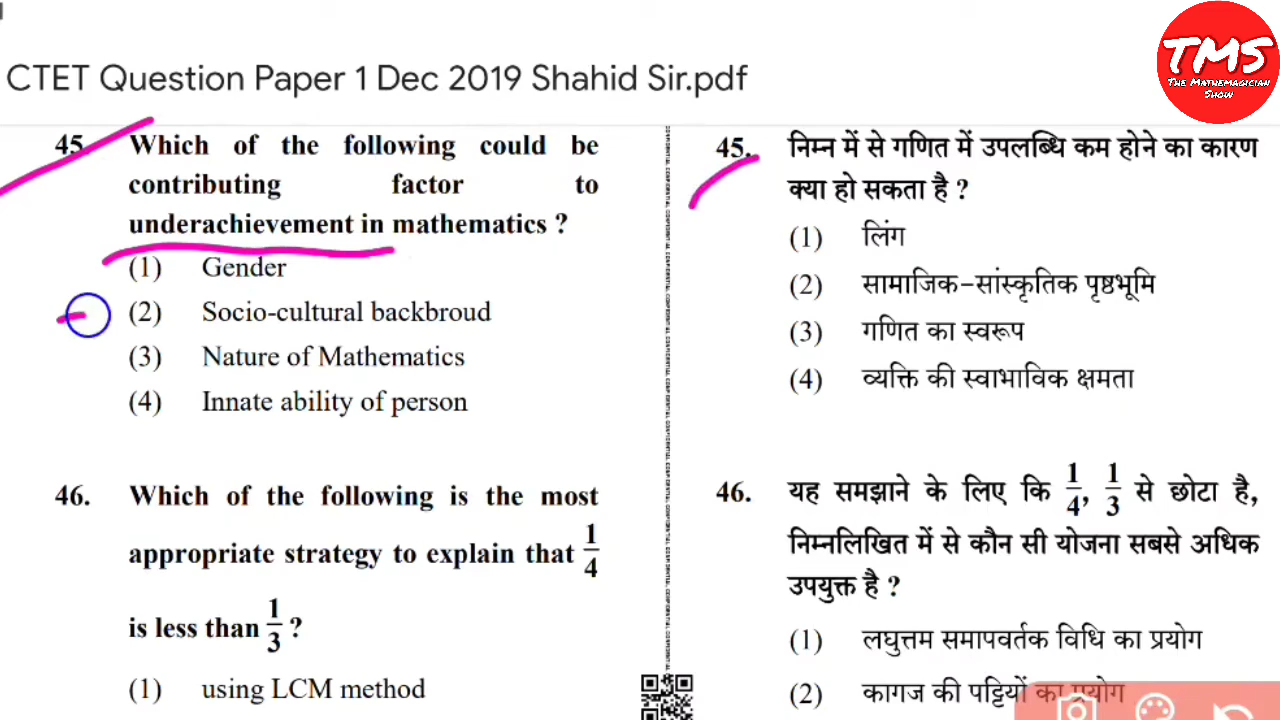 TMS
The Mathemagician
Show
CTET Question Paper 1 Dec 2019 Shahid Sir.pdf
45. Which of the following could be
contributing factor to
underachievement in mathematics ?
(1) Gender
(2) Socio-cultural backbroud
(3) Nature of Mathematics
(4) Innate ability of person
46. Which of the following is the most
appropriate strategy to explain that 1/4
is less than 1/3 ?
(1) using LCM method
45. निम्न में से गणित में उपलब्धि कम होने का कारण
क्या हो सकता है ?
(1) लिंग
(2) सामाजिक-सांस्कृतिक पृष्ठभूमि
(3) गणित का स्वरूप
(4) व्यक्ति की स्वाभाविक क्षमता
46. यह समझाने के लिए कि 1/4, 1/3 से छोटा है,
निम्नलिखित में से कौन सी योजना सबसे अधिक
उपयुक्त है ?
(1) लघुत्तम समापवर्तक विधि का प्रयोग
(2) कागज की पट्टियों का प्रयोग